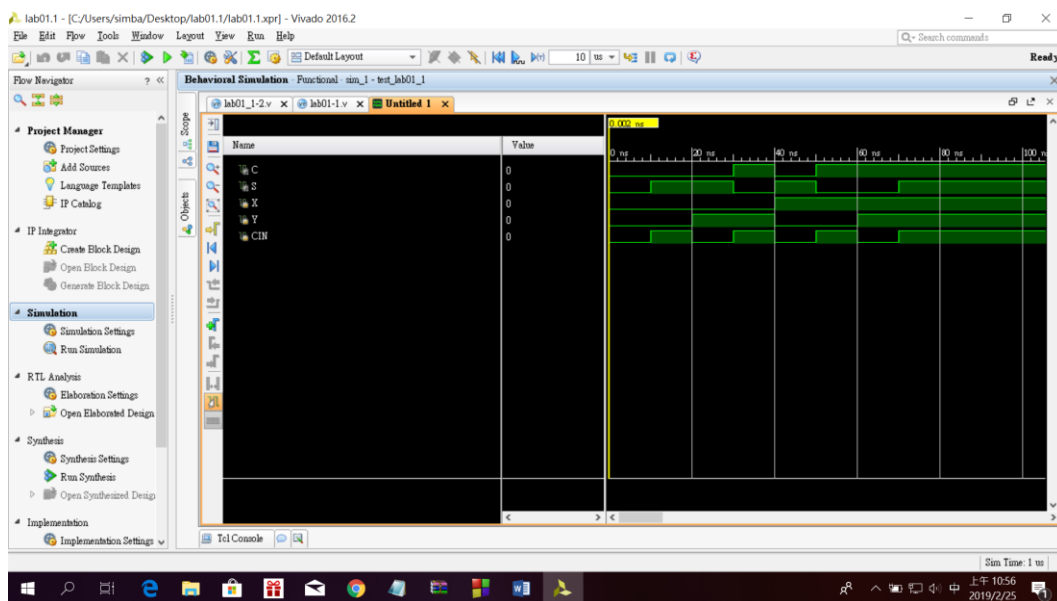 lab01.1 - [C:/Users/simba/Desktop/lab01.1/lab01.1.xpr] - Vivado 2016.2
File Edit Flow Tools Window Layout View Run Help
Search commands
Default Layout
10 us
Ready
Flow Navigator
Behavioral Simulation - Functional - sim_1 - test_lab01_1
lab01_1-2.v
lab01-1.v
Untitled 1
Scope
Objects
Project Manager
Project Settings
Add Sources
Language Templates
IP Catalog
IP Integrator
Create Block Design
Open Block Design
Generate Block Design
Simulation
Simulation Settings
Run Simulation
RTL Analysis
Elaboration Settings
Open Elaborated Design
Synthesis
Synthesis Settings
Run Synthesis
Open Synthesized Desig
Implementation
Implementation Settings
Name Value
C 0
S 0
X 0
Y 0
CIN 0
0.002 ns
0 ns 20 ns 40 ns 60 ns 80 ns 100 n
Tcl Console
Sim Time: 1 us
中
上午 10:56
2019/2/25